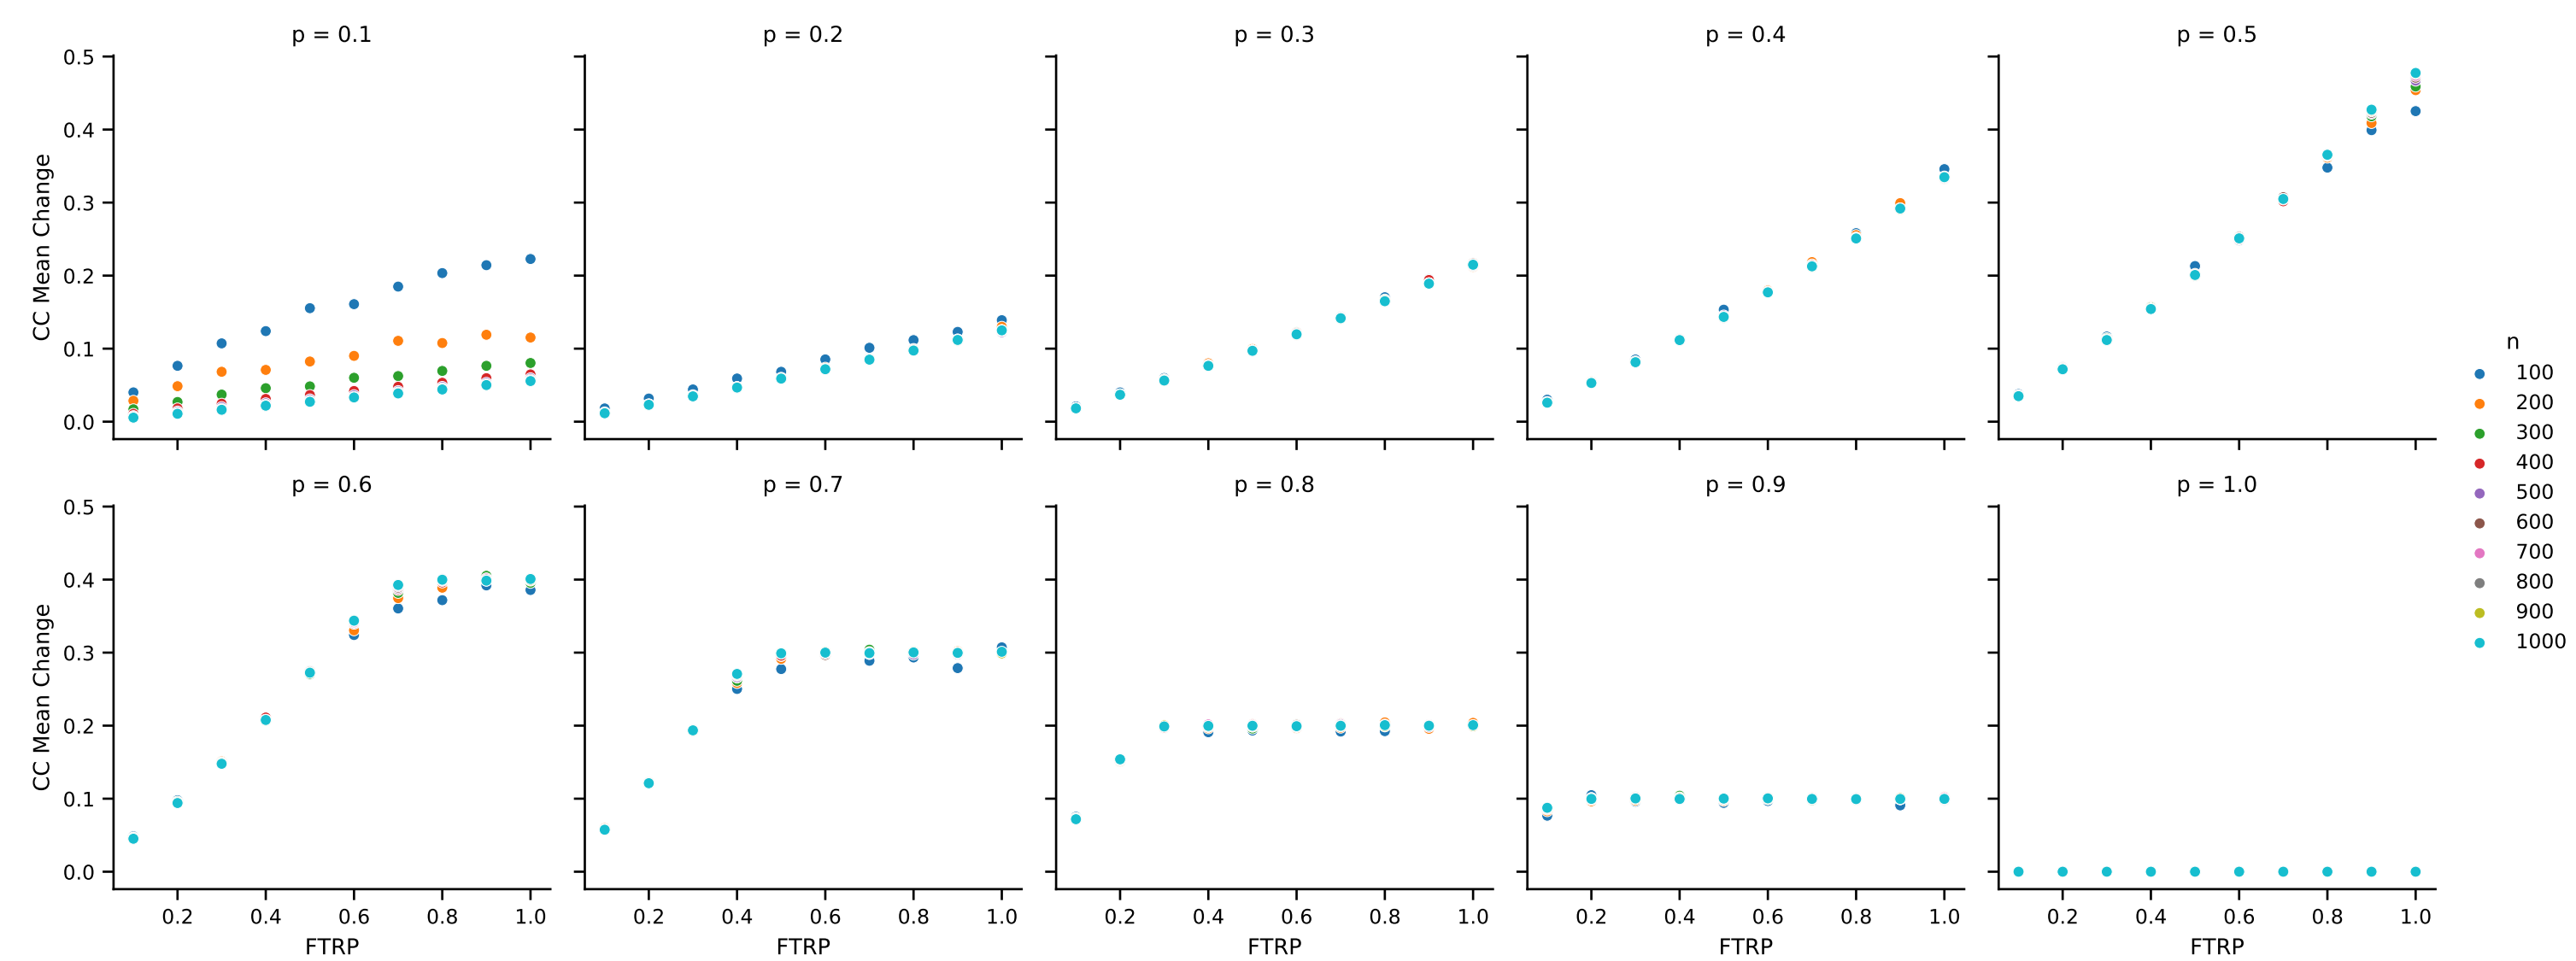 p = 0.1
p = 0.2
p = 0.3
p = 0.4
p = 0.5
0.5
0.4
0.3
0.2
0.1
0.0
CC Mean Change
p = 0.6
p = 0.7
p = 0.8
p = 0.9
p = 1.0
0.5
0.4
0.3
0.2
0.1
0.0
CC Mean Change
0.2 0.4 0.6 0.8 1.0
0.2 0.4 0.6 0.8 1.0
0.2 0.4 0.6 0.8 1.0
0.2 0.4 0.6 0.8 1.0
0.2 0.4 0.6 0.8 1.0
FTRP
FTRP
FTRP
FTRP
FTRP
n
100
200
300
400
500
600
700
800
900
1000